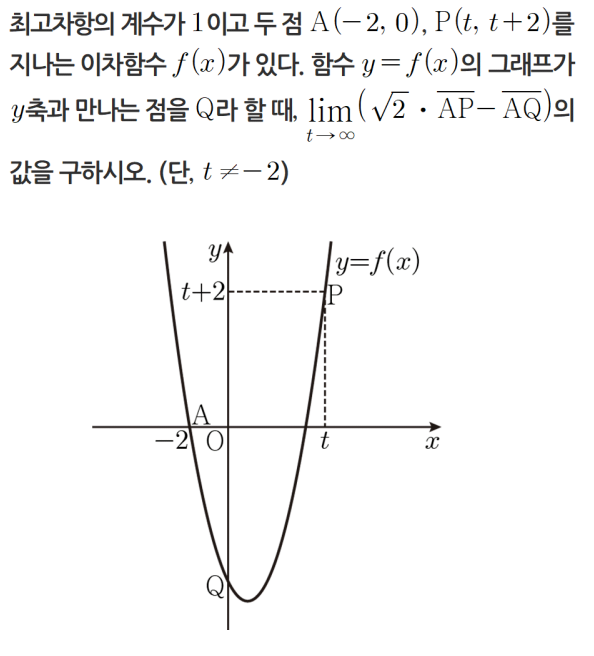 최고차항의 계수가 1이고 두 점 A(−2, 0), P(t, t+2)를
지나는 이차함수 f(x)가 있다. 함수 y=f(x)의 그래프가
y축과 만나는 점을 Q라 할 때, lim t→∞ (√2 · A̅P̅ − A̅Q̅)의
값을 구하시오. (단, t≠−2)
y
y=f(x)
t+2
P
A
−2
O
t
x
Q